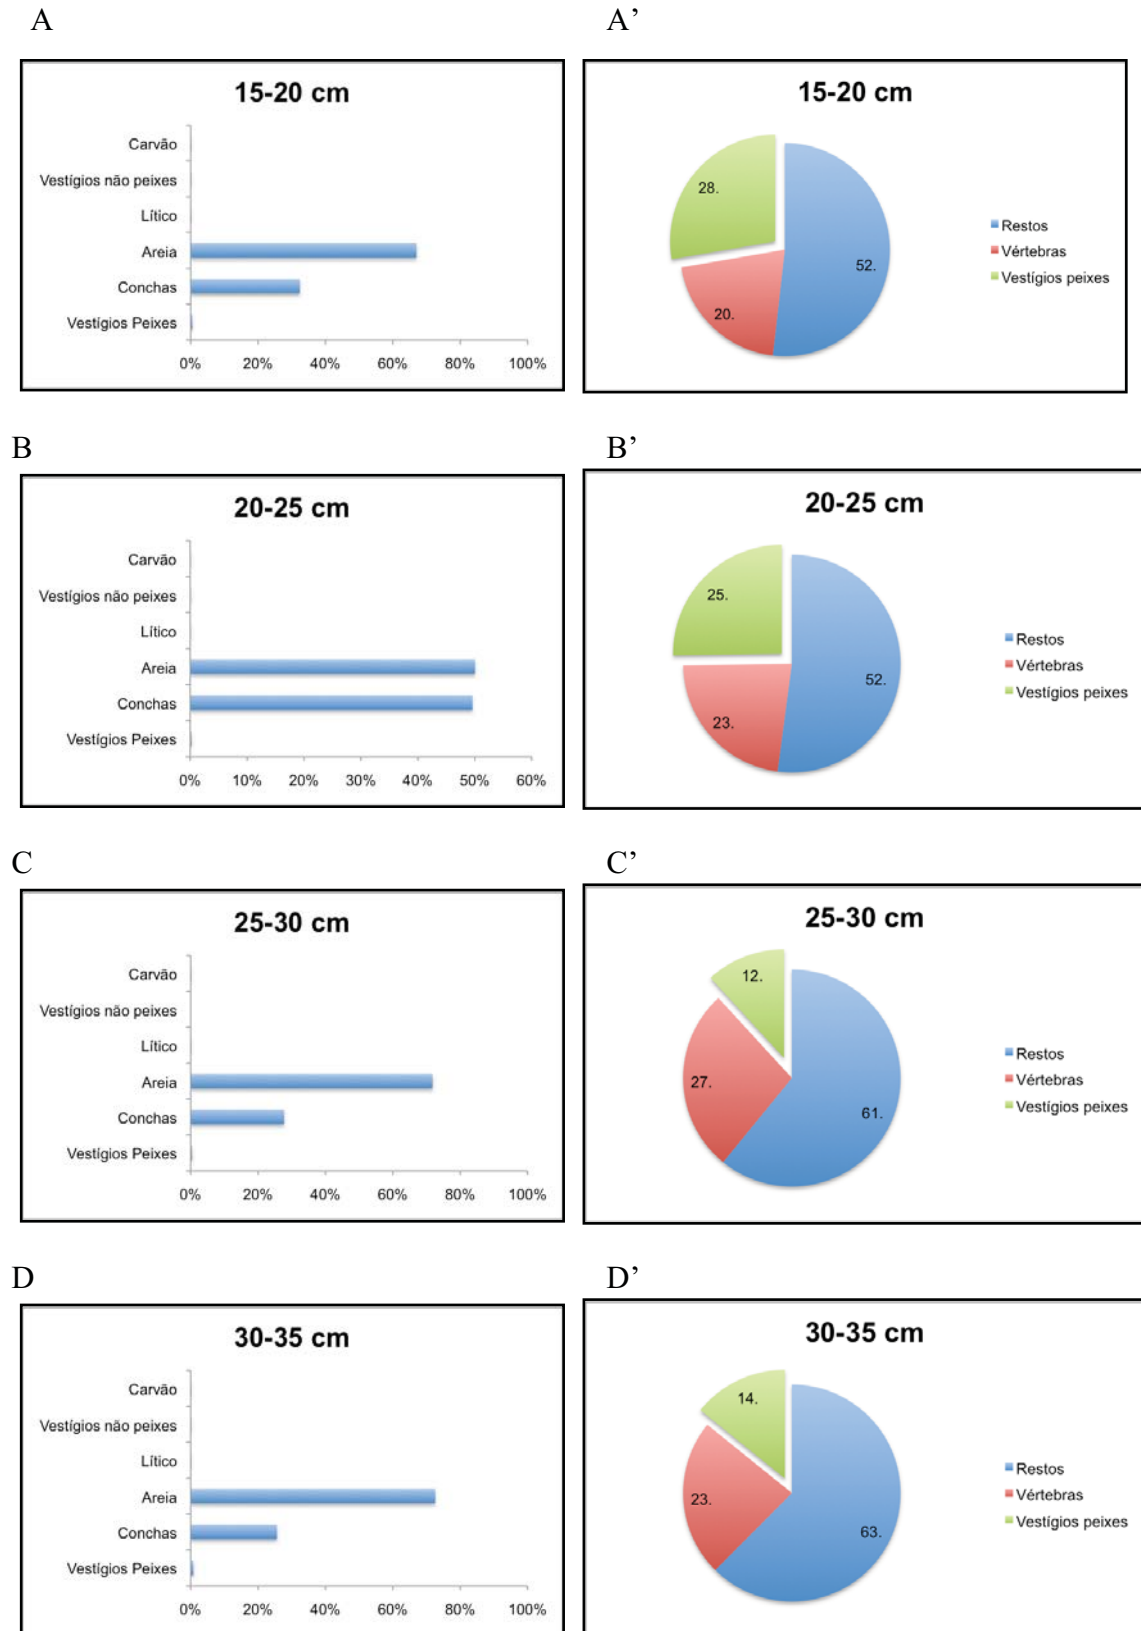 A
15-20 cm
Carvão
Vestígios não peixes
Lítico
Areia
Conchas
Vestígios Peixes
0% 20% 40% 60% 80% 100%
A’
15-20 cm
28.
52.
20.
Restos
Vértebras
Vestígios peixes
B
20-25 cm
Carvão
Vestígios não peixes
Lítico
Areia
Conchas
Vestígios Peixes
0% 10% 20% 30% 40% 50% 60%
B’
20-25 cm
25.
52.
23.
Restos
Vértebras
Vestígios peixes
C
25-30 cm
Carvão
Vestígios não peixes
Lítico
Areia
Conchas
Vestígios Peixes
0% 20% 40% 60% 80% 100%
C’
25-30 cm
12.
27.
61.
Restos
Vértebras
Vestígios peixes
D
30-35 cm
Carvão
Vestígios não peixes
Lítico
Areia
Conchas
Vestígios Peixes
0% 20% 40% 60% 80% 100%
D’
30-35 cm
14.
23.
63.
Restos
Vértebras
Vestígios peixes